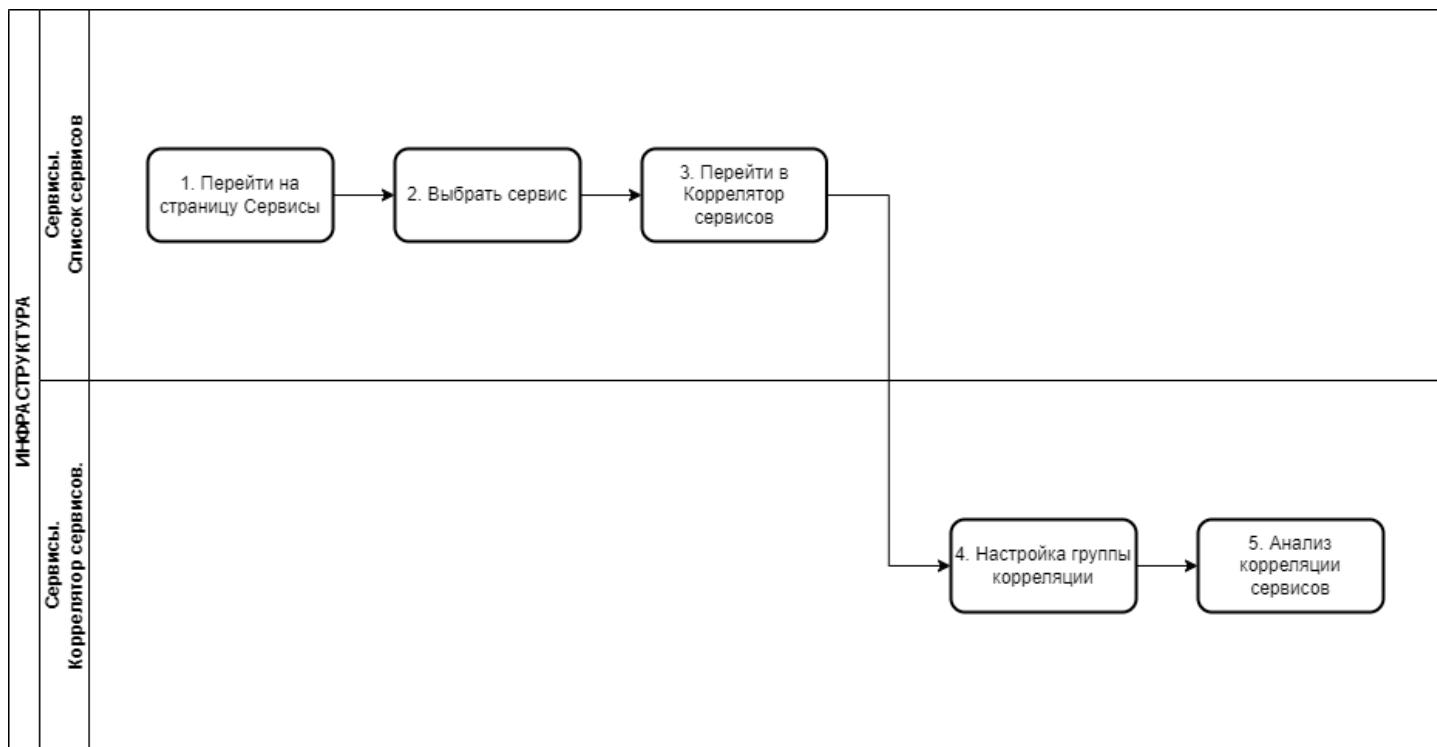 ИНФРАСТРУКТУРА
Сервисы.
Список сервисов
1. Перейти на
страницу Сервисы
2. Выбрать сервис
3. Перейти в
Коррелятор
сервисов
Сервисы.
Коррелятор сервисов.
4. Настройка группы
корреляции
5. Анализ
корреляции
сервисов